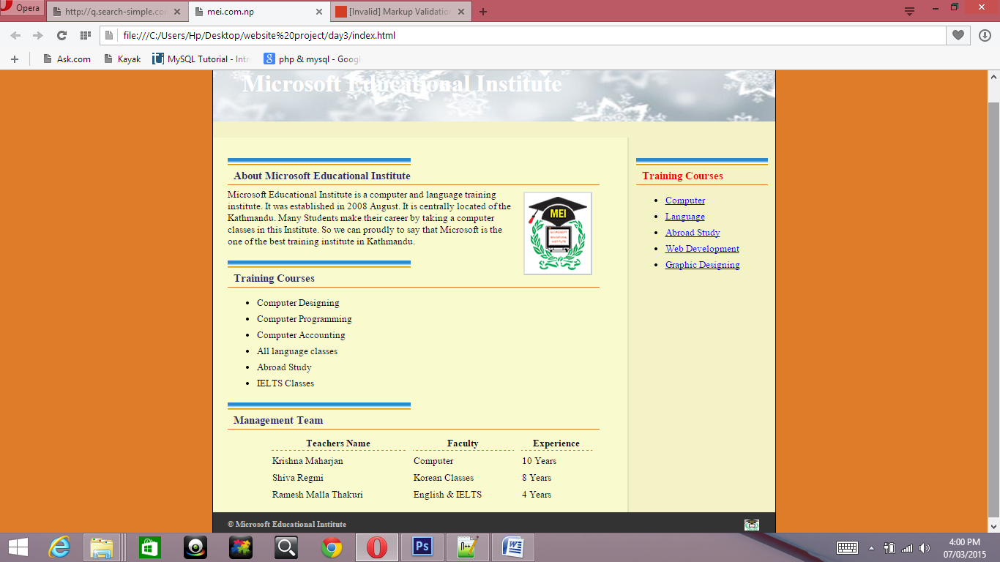 Opera
http://q.search-simple.co
mei.com.np
[Invalid] Markup Validatio
file:///C:/Users/Hp/Desktop/website%20project/day3/index.html
Ask.com
Kayak
MySQL Tutorial - Intr
php & mysql - Googl
Microsoft Educational Institute
About Microsoft Educational Institute
Microsoft Educational Institute is a computer and language training
institute. It was established in 2008 August. It is centrally located of the
Kathmandu. Many Students make their career by taking a computer
classes in this Institute. So we can proudly to say that Microsoft is the
one of the best training institute in Kathmandu.
MEI
MICROSOFT
EDUCATIONAL
INSTITUTE
Training Courses
Computer Designing
Computer Programming
Computer Accounting
All language classes
Abroad Study
IELTS Classes
Management Team
Teachers Name Faculty Experience
Krishna Maharjan Computer 10 Years
Shiva Regmi Korean Classes 8 Years
Ramesh Malla Thakuri English & IELTS 4 Years
Training Courses
Computer
Language
Abroad Study
Web Development
Graphic Designing
© Microsoft Educational Institute
Ps
4:00 PM
07/03/2015